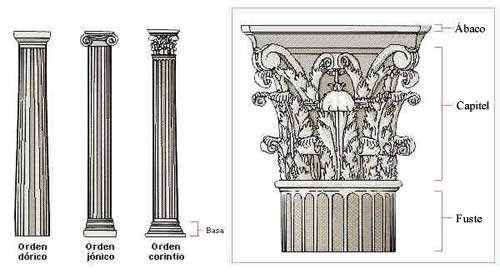 Ábaco
Capitel
Fuste
Basa
Orden dórico
Orden jónico
Orden corintio